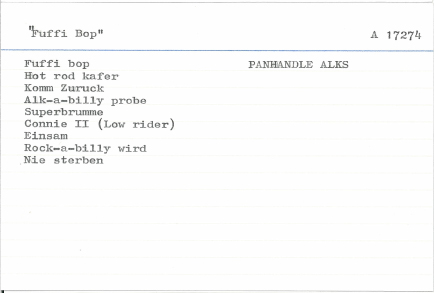 "Fuffi Bop"
A 17274
Fuffi bop PANHANDLE ALKS
Hot rod kafer
Komm Zuruck
Alk-a-billy probe
Superbrumme
Connie II (Low rider)
Einsam
Rock-a-billy wird
Nie sterben